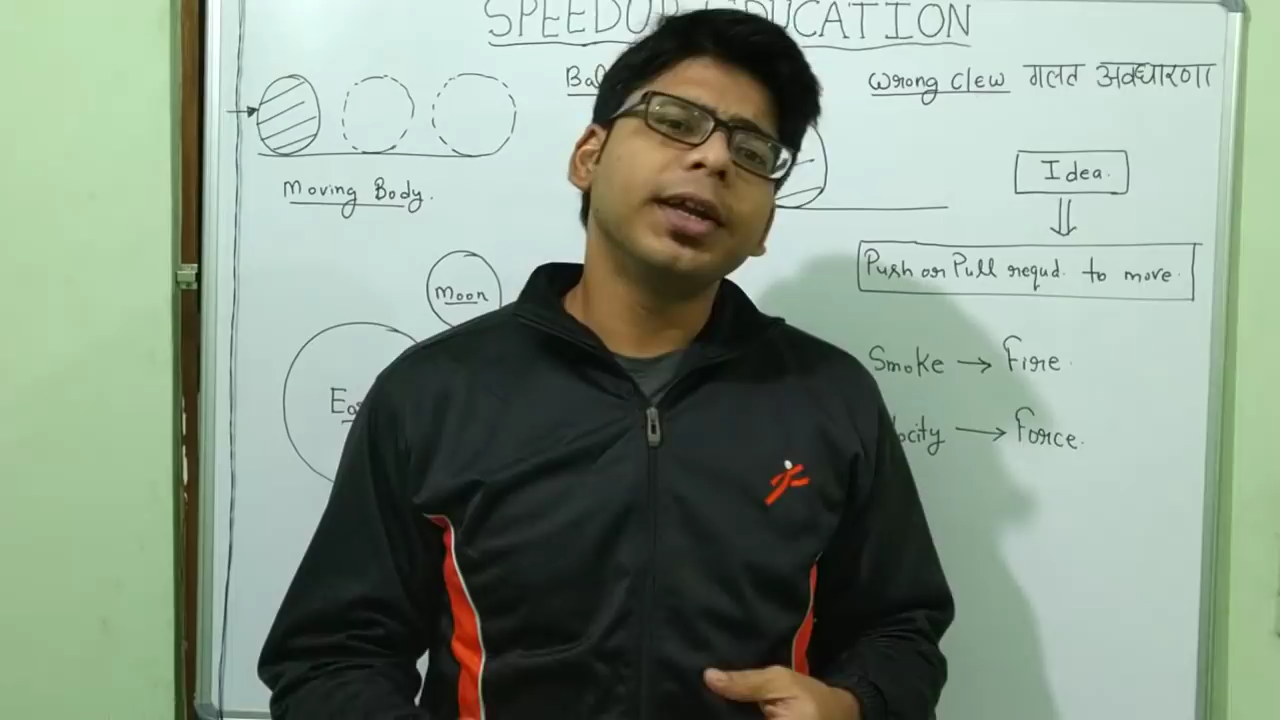 SPEEDUP EDUCATION
Wrong clew गलत अवधारणा
Moving Body.
Idea.
Push or Pull requd. to move.
Moon
Smoke → Fire.
→ Force.